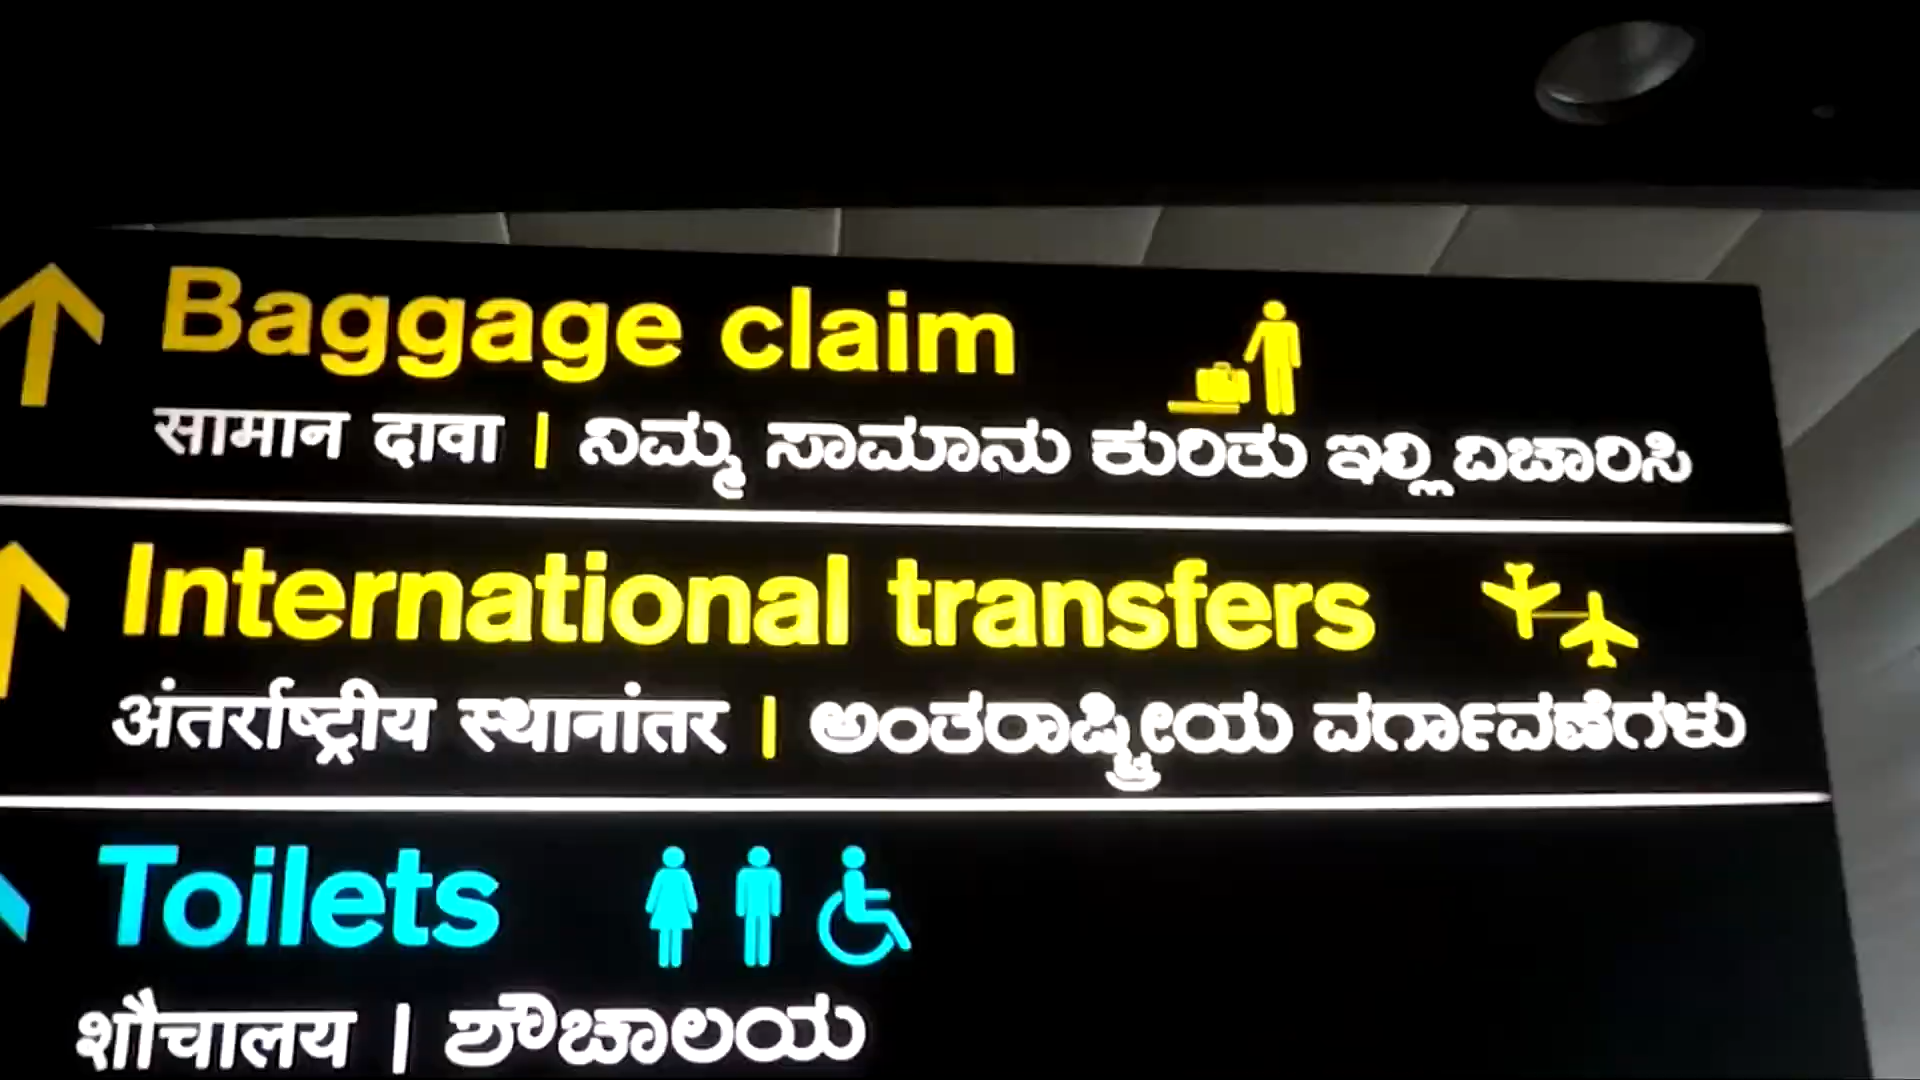 Baggage claim
सामान दावा | ನಿಮ್ಮ ಸಾಮಾನು ಕುರಿತು ಇಲ್ಲಿ ವಿಚಾರಿಸಿ
International transfers
अंतर्राष्ट्रीय स्थानांतर | ಅಂತರಾಷ್ಟ್ರೀಯ ವರ್ಗಾವಣೆಗಳು
Toilets
शौचालय | ಶೌಚಾಲಯ